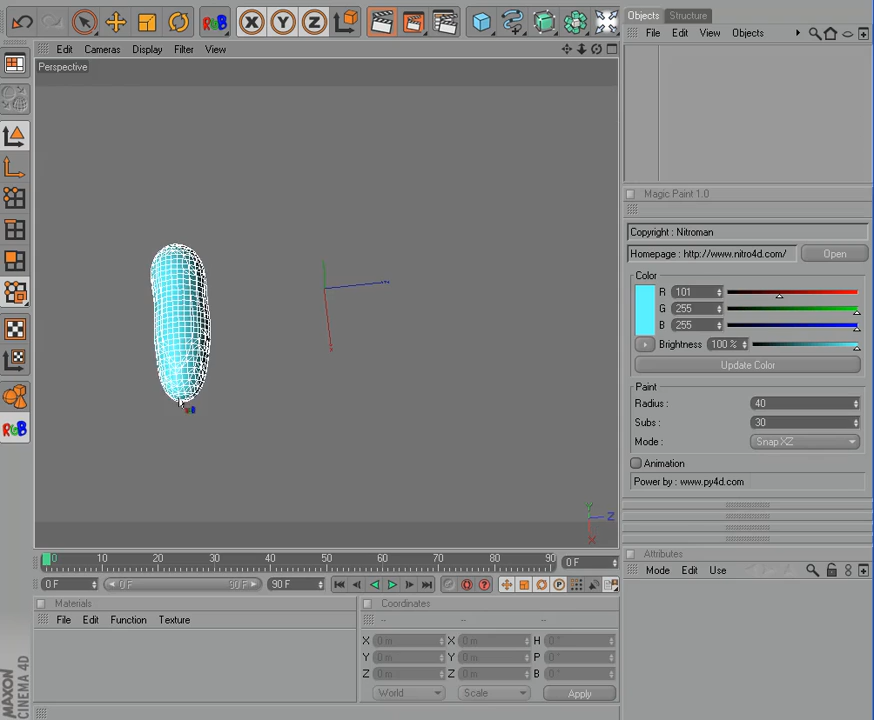 RGB X Y Z
Objects Structure
File Edit View Objects
Edit Cameras Display Filter View
Perspective
Magic Paint 1.0
Copyright : Nitroman
Homepage : http://www.nitro4d.com/ Open
Color
R 101
G 255
B 255
Brightness 100 %
Update Color
Paint
Radius : 40
Subs : 30
Mode : Snap XZ
Animation
Power by : www.py4d.com
RGB
Y
Z
X
0 10 20 30 40 50 60 70 80 90 0 F
0 F 0 F 90 F 90 F
Attributes
Mode Edit Use
Materials
File Edit Function Texture
Coordinates
-- -- --
X 0 m X 0 m H 0 °
Y 0 m Y 0 m P 0 °
Z 0 m Z 0 m B 0 °
World Scale Apply
MAXON
CINEMA 4D